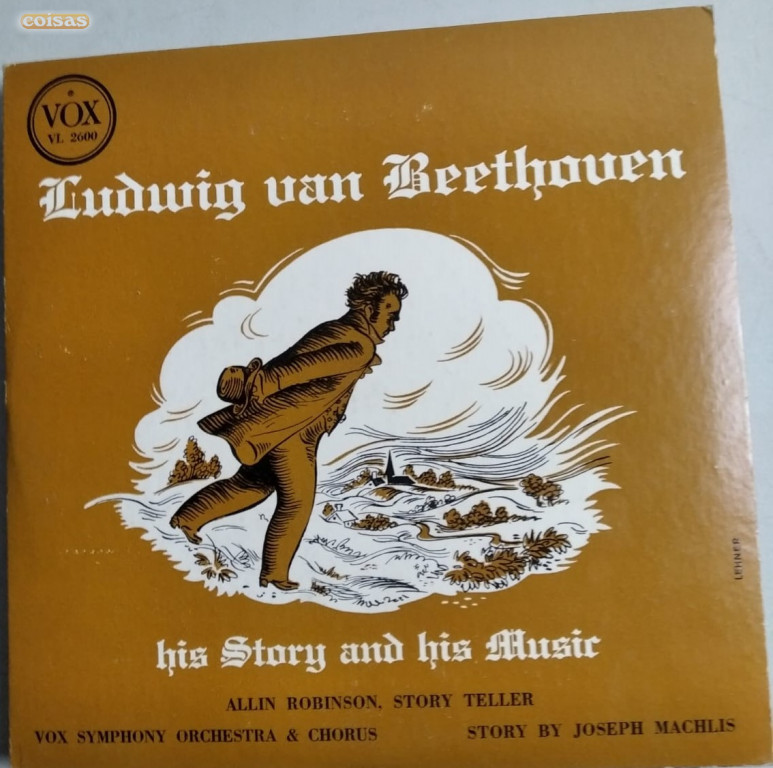 coisas
VOX
VL 2600
Ludwig van Beethoven
LEHNER
his Story and his Music
ALLIN ROBINSON, STORY TELLER
VOX SYMPHONY ORCHESTRA & CHORUS
STORY BY JOSEPH MACHLIS